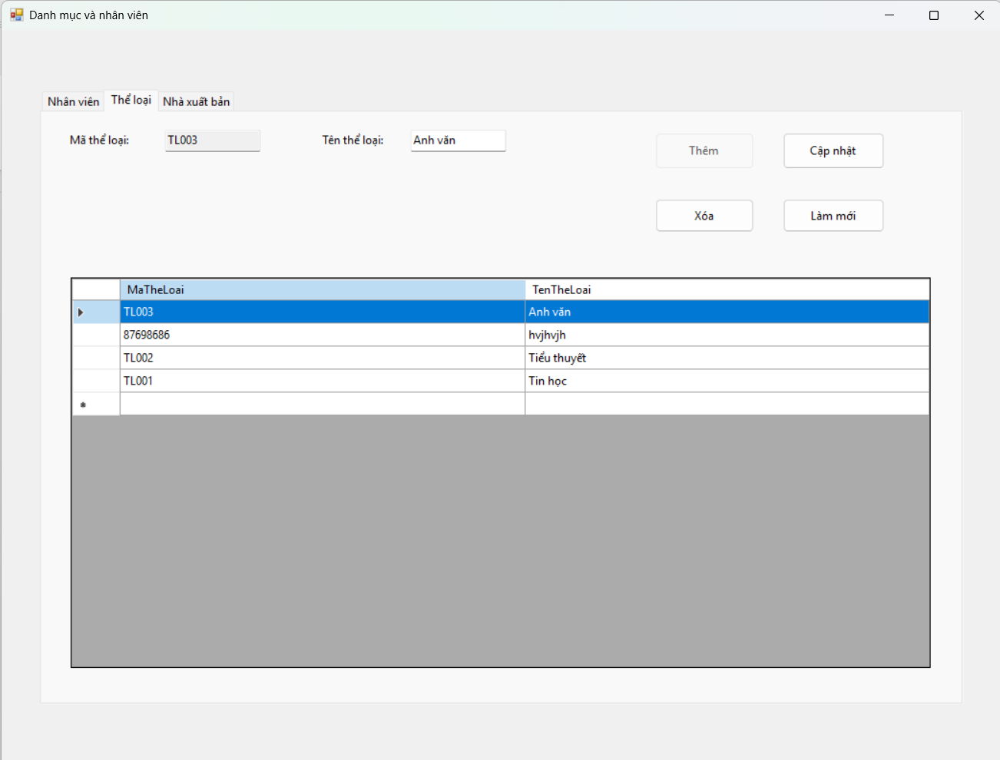 Danh mục và nhân viên
Nhân viên Thể loại Nhà xuất bản
Mã thể loại: TL003 Tên thể loại: Anh văn
Thêm Cập nhật
Xóa Làm mới
MaTheLoai TenTheLoai
TL003 Anh văn
87698686 hvjhvjh
TL002 Tiểu thuyết
TL001 Tin học